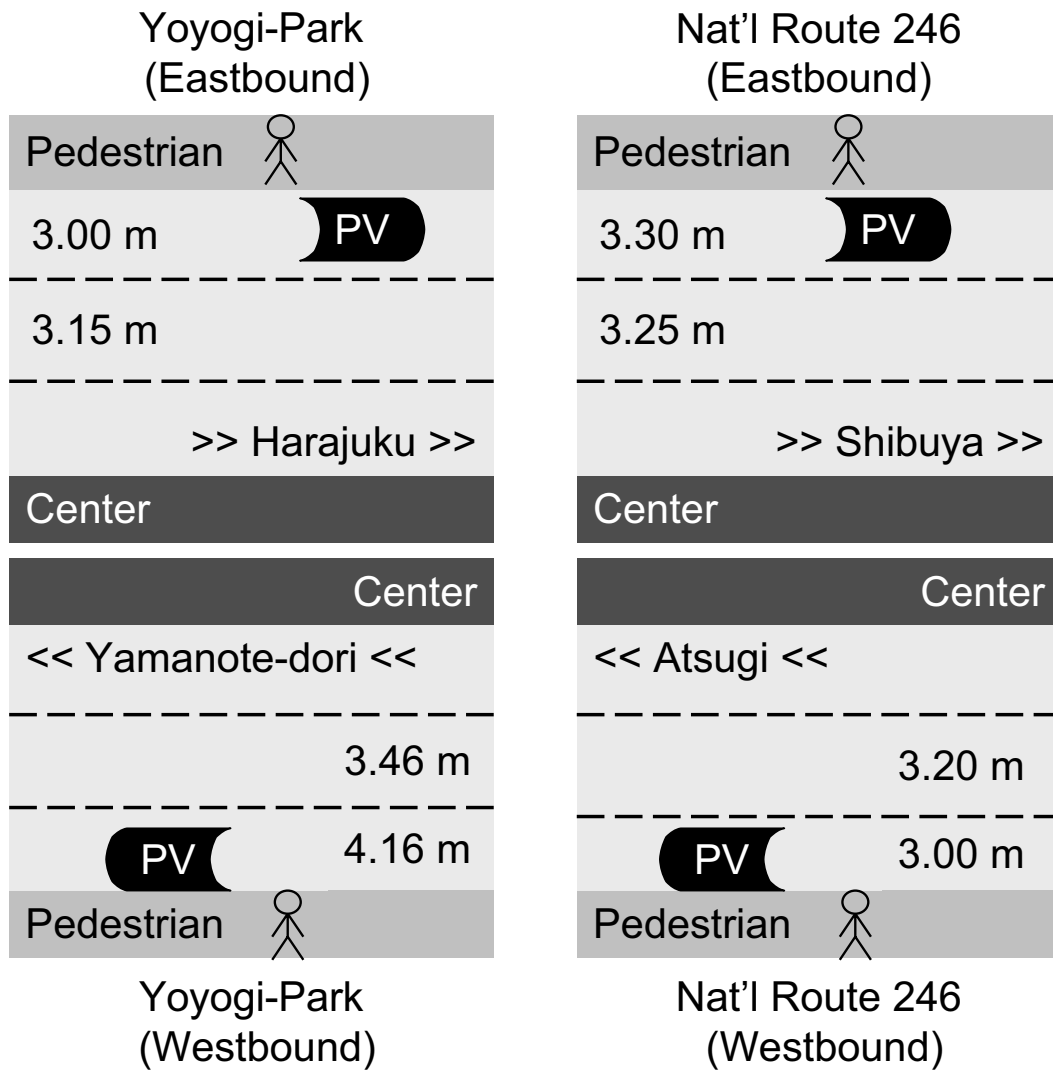 Yoyogi-Park
(Eastbound)
Pedestrian
3.00 m
PV
3.15 m
>> Harajuku >>
Center
Nat’l Route 246
(Eastbound)
Pedestrian
3.30 m
PV
3.25 m
>> Shibuya >>
Center
Center
<< Yamanote-dori <<
3.46 m
PV
4.16 m
Pedestrian
Yoyogi-Park
(Westbound)
Center
<< Atsugi <<
3.20 m
PV
3.00 m
Pedestrian
Nat’l Route 246
(Westbound)